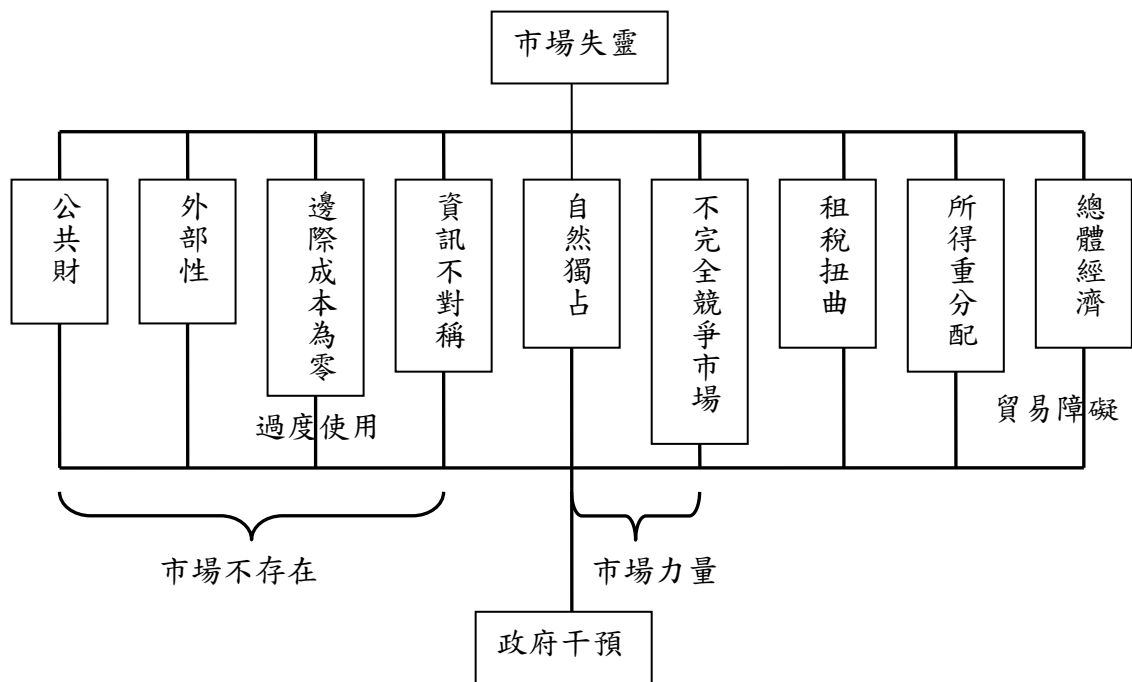 市場失靈
公共財
外部性
邊際成本為零
資訊不對稱
自然獨占
不完全競爭市場
租稅扭曲
所得重分配
總體經濟
過度使用
貿易障礙
市場不存在
市場力量
政府干預